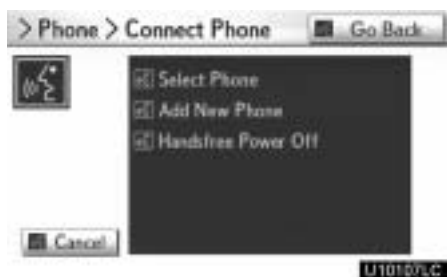 > Phone > Connect Phone
Go Back
Select Phone
Add New Phone
Handsfree Power Off
Cancel
U10107LC